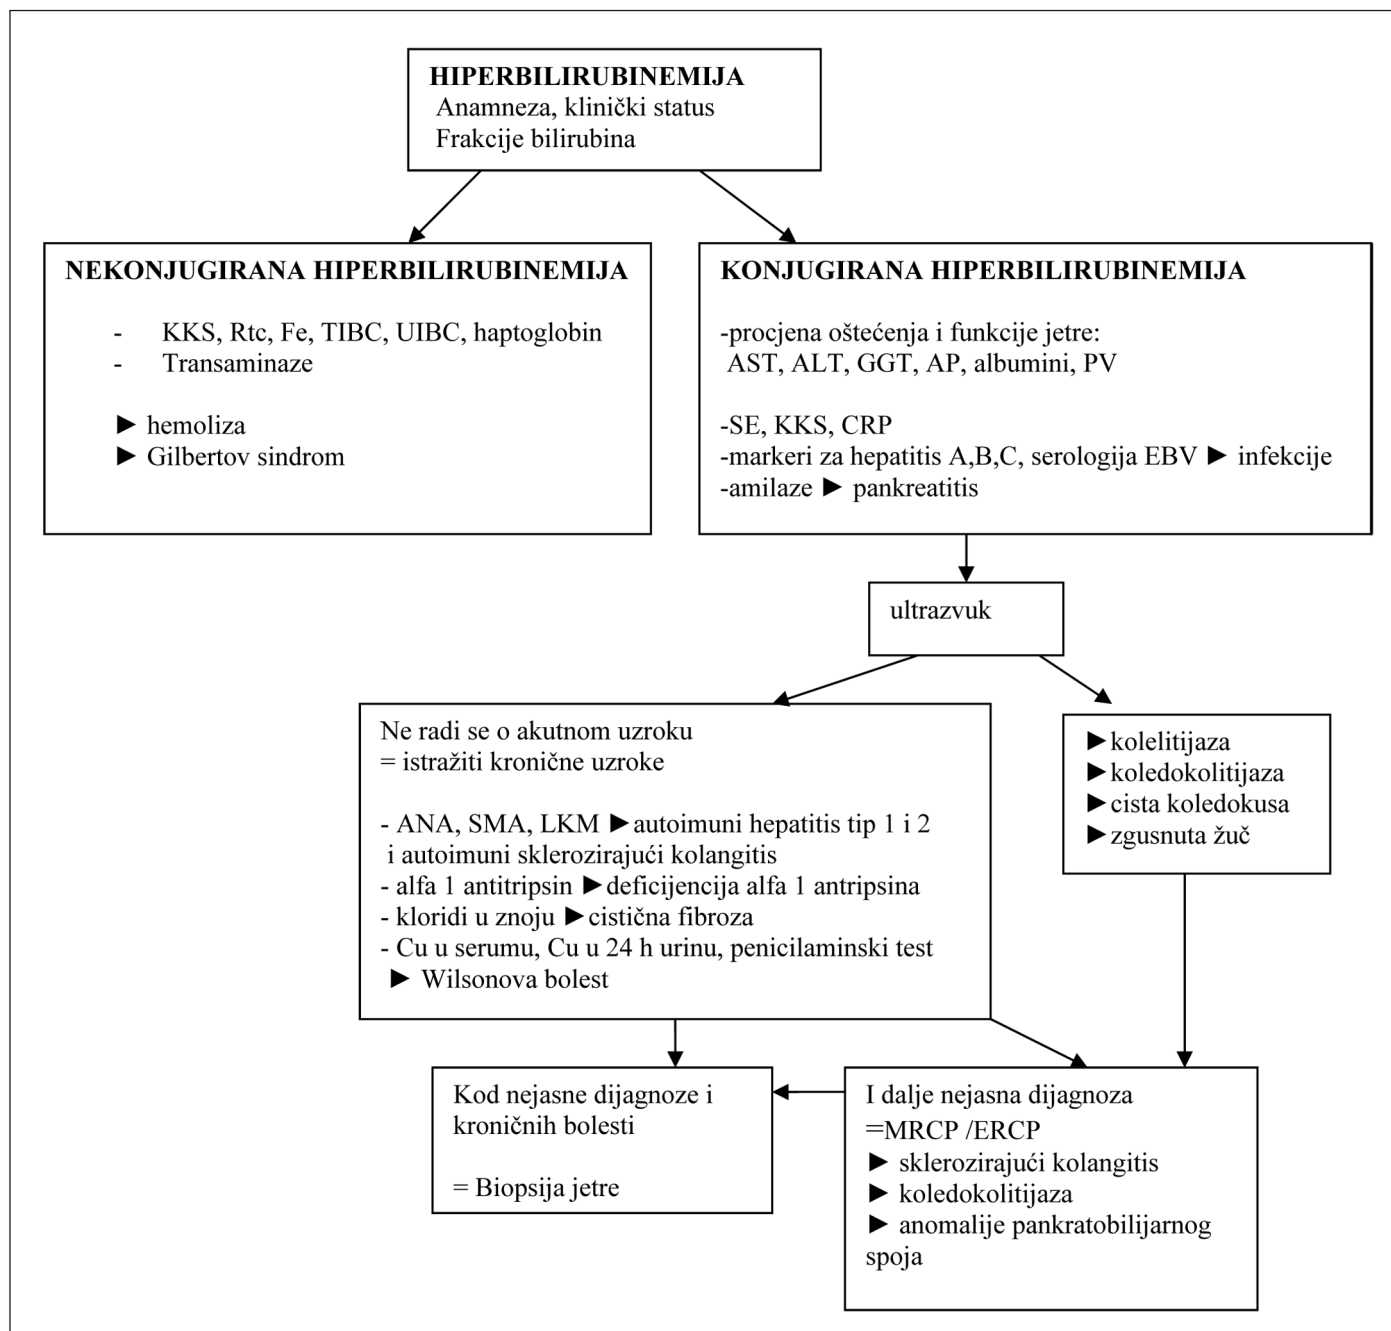 HIPERBILIRUBINEMIJA
Anamneza, klinički status
Frakcije bilirubina
NEKONJUGIRANA HIPERBILIRUBINEMIJA
- KKS, Rtc, Fe, TIBC, UIBC, haptoglobin
- Transaminaze
► hemoliza
► Gilbertov sindrom
KONJUGIRANA HIPERBILIRUBINEMIJA
-procjena oštećenja i funkcije jetre:
AST, ALT, GGT, AP, albumini, PV
-SE, KKS, CRP
-markeri za hepatitis A,B,C, serologija EBV ► infekcije
-amilaze ► pankreatitis
ultrazvuk
Ne radi se o akutnom uzroku
= istražiti kronične uzroke
- ANA, SMA, LKM ►autoimuni hepatitis tip 1 i 2
i autoimuni sklerozirajući kolangitis
- alfa 1 antitripsin ►deficijencija alfa 1 antripsina
- kloridi u znoju ►cistična fibroza
- Cu u serumu, Cu u 24 h urinu, penicilaminski test
► Wilsonova bolest
►kolelitijaza
►koledokolitijaza
►cista koledokusa
►zgusnuta žuč
Kod nejasne dijagnoze i
kroničnih bolesti
= Biopsija jetre
I dalje nejasna dijagnoza
=MRCP /ERCP
► sklerozirajući kolangitis
► koledokolitijaza
► anomalije pankratobilijarnog
spoja